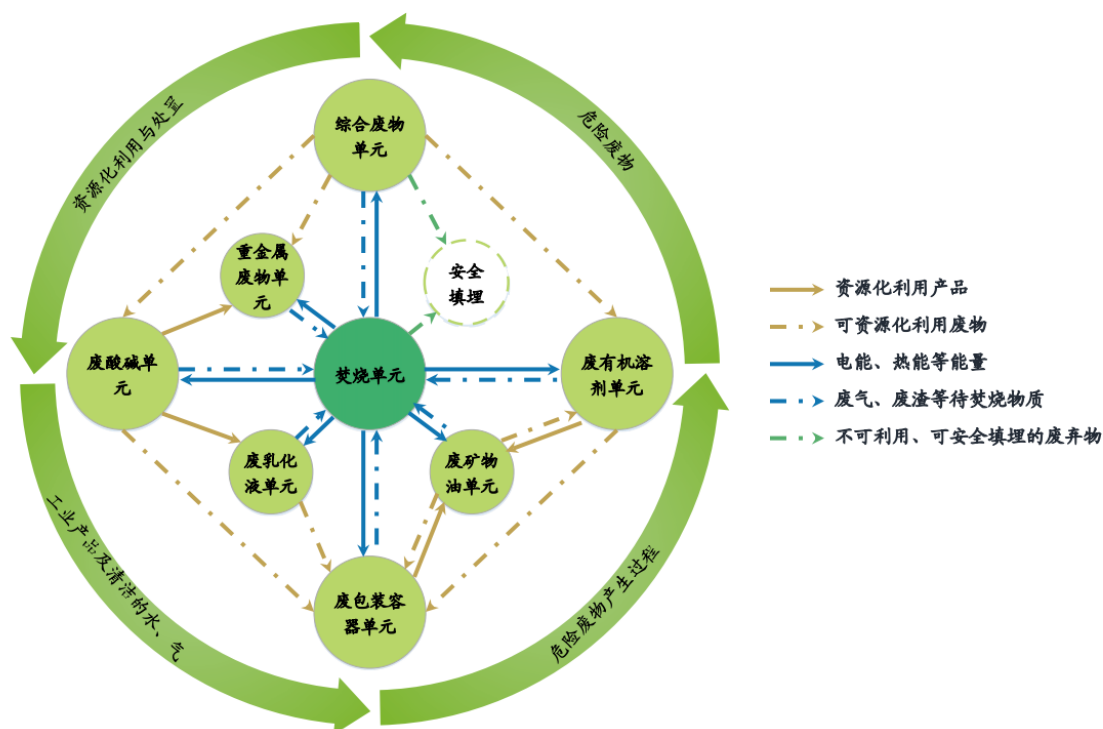 资源化利用与处置
危险废物
综合废物
单元
重金属
废物单
元
安全
填埋
废酸碱单
元
焚烧单元
废有机溶
剂单元
废乳化
液单元
废矿物
油单元
废包装容
器单元
工业产品及清洁的水、气
危险废物产生过程
资源化利用产品
可资源化利用废物
电能、热能等能量
废气、废渣等待焚烧物质
不可利用、可安全填埋的废弃物